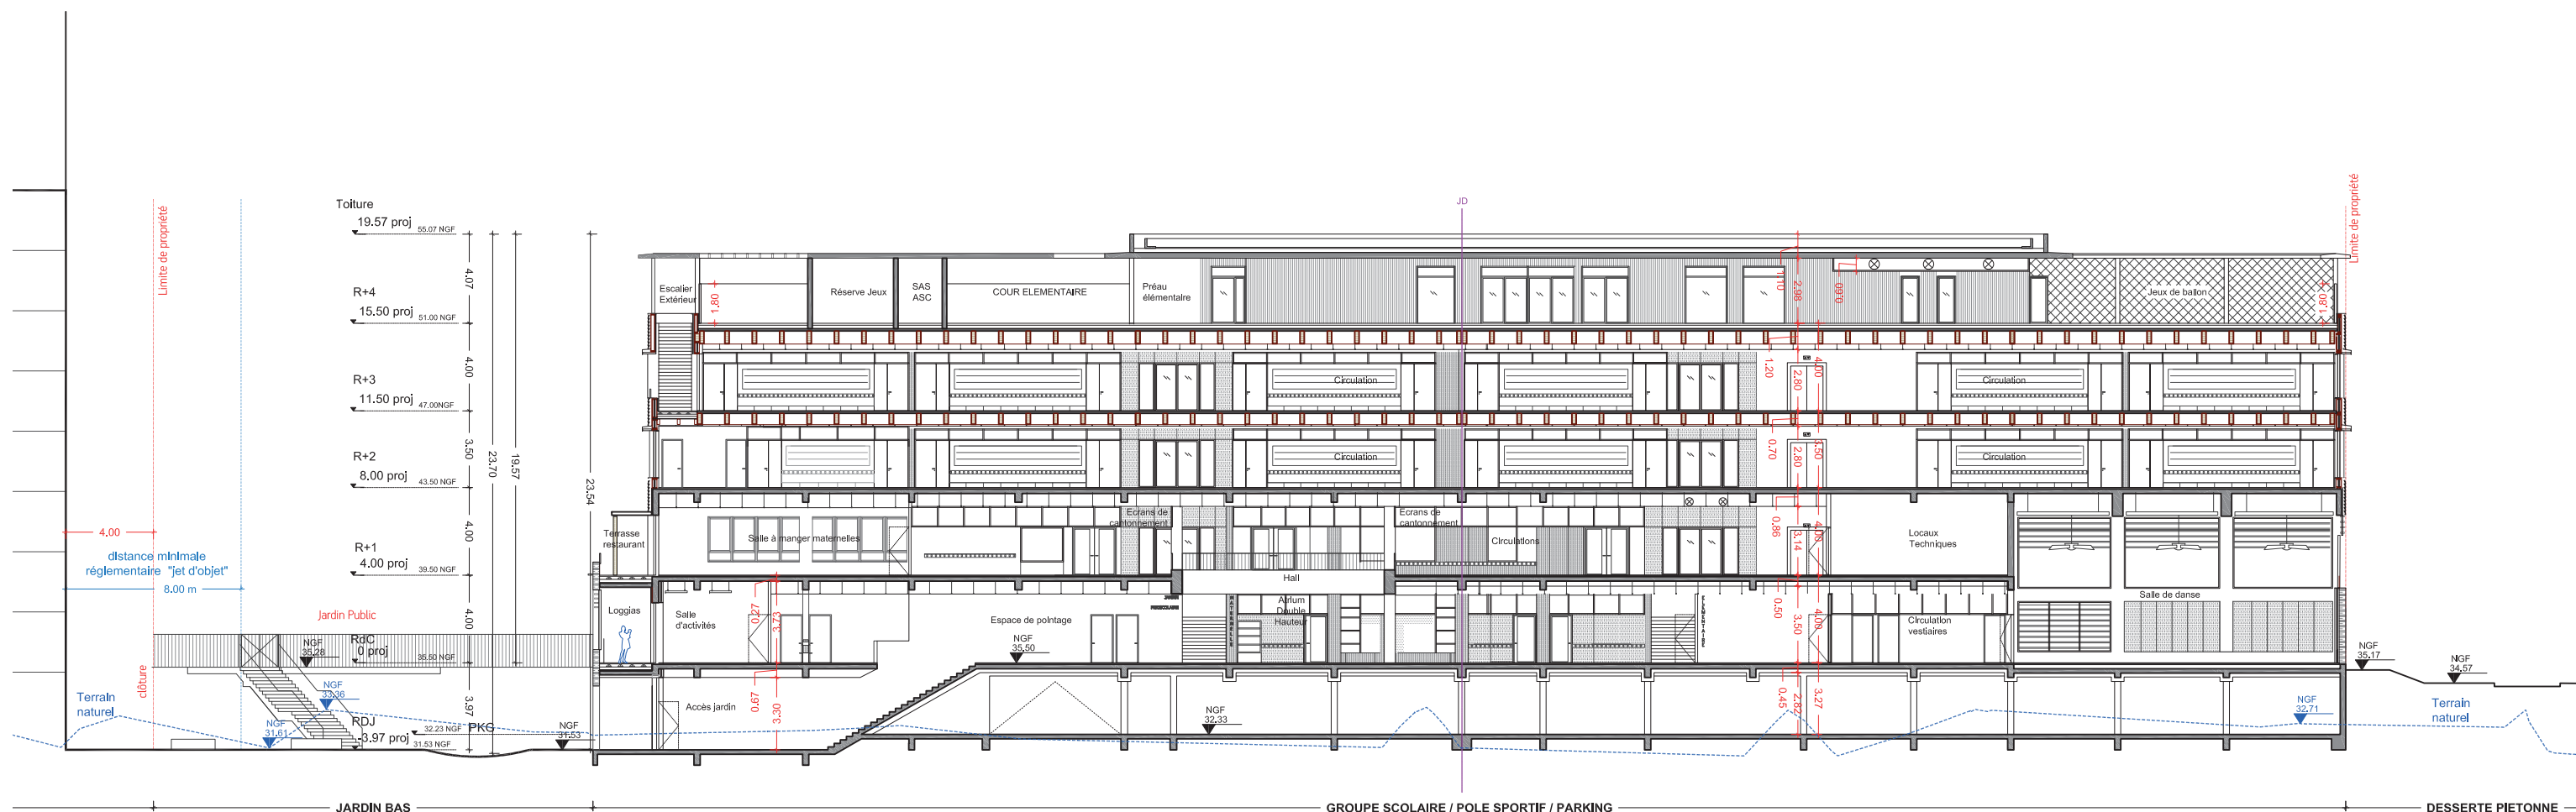 Limite de propriété
Toiture
19.57 proj
55.07 NGF
R+4
15.50 proj
51.00 NGF
R+3
11.50 proj
47.00NGF
R+2
8.00 proj
43.50 NGF
R+1
4.00 proj
39.50 NGF
RdC
0 proj
35.50 NGF
RDJ
-3.97 proj
32.23 NGF
PKG
31.53 NGF
4.07
4.00
3.50
4.00
4.00
3.97
23.70
19.57
23.54
4.00
distance minimale
réglementaire "jet d'objet"
8.00 m
Jardin Public
clôture
Terrain
naturel
NGF
35.28
NGF
33.36
NGF
31.61
NGF
31.53
JD
Limite de propriété
Escalier
Extérieur
1.80
Réserve Jeux
SAS
ASC
COUR ELEMENTAIRE
Préau
élémentaire
1.10
2.98
0.60
Jeux de ballon
1.80
Circulation
1.20
2.80
4.00
Circulation
Circulation
0.70
2.80
3.50
Circulation
Terrasse
restaurant
Salle à manger maternelles
Ecrans de
cantonnement
Ecrans de
cantonnement
Circulations
0.86
3.14
4.00
Locaux
Techniques
Hall
Loggias
Salle
d'activités
0.27
3.73
Espace de pointage
NGF
35.50
MATERNELLE
Atrium
Double
Hauteur
ELEMENTAIRE
0.50
3.50
4.00
Circulation
vestiaires
Salle de danse
Accès jardin
0.67
3.30
NGF
32.33
0.45
2.82
3.27
NGF
32.71
NGF
35.17
NGF
34.57
Terrain
naturel
JARDIN BAS
GROUPE SCOLAIRE / POLE SPORTIF / PARKING
DESSERTE PIETONNE